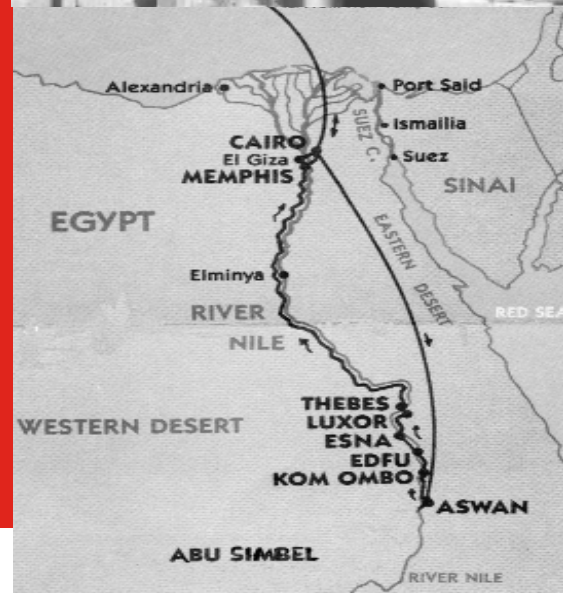 Alexandria
Port Said
SUEZ C.
Ismailia
CAIRO
El Giza
Suez
MEMPHIS
SINAI
EGYPT
EASTERN DESERT
Elminya
RIVER
NILE
RED SEA
THEBES
LUXOR
WESTERN DESERT
ESNA
EDFU
KOM OMBO
ASWAN
ABU SIMBEL
RIVER NILE